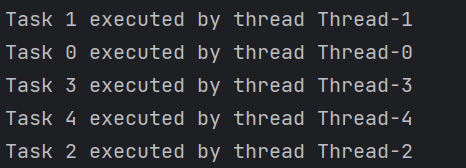 Task 1 executed by thread Thread-1
Task 0 executed by thread Thread-0
Task 3 executed by thread Thread-3
Task 4 executed by thread Thread-4
Task 2 executed by thread Thread-2